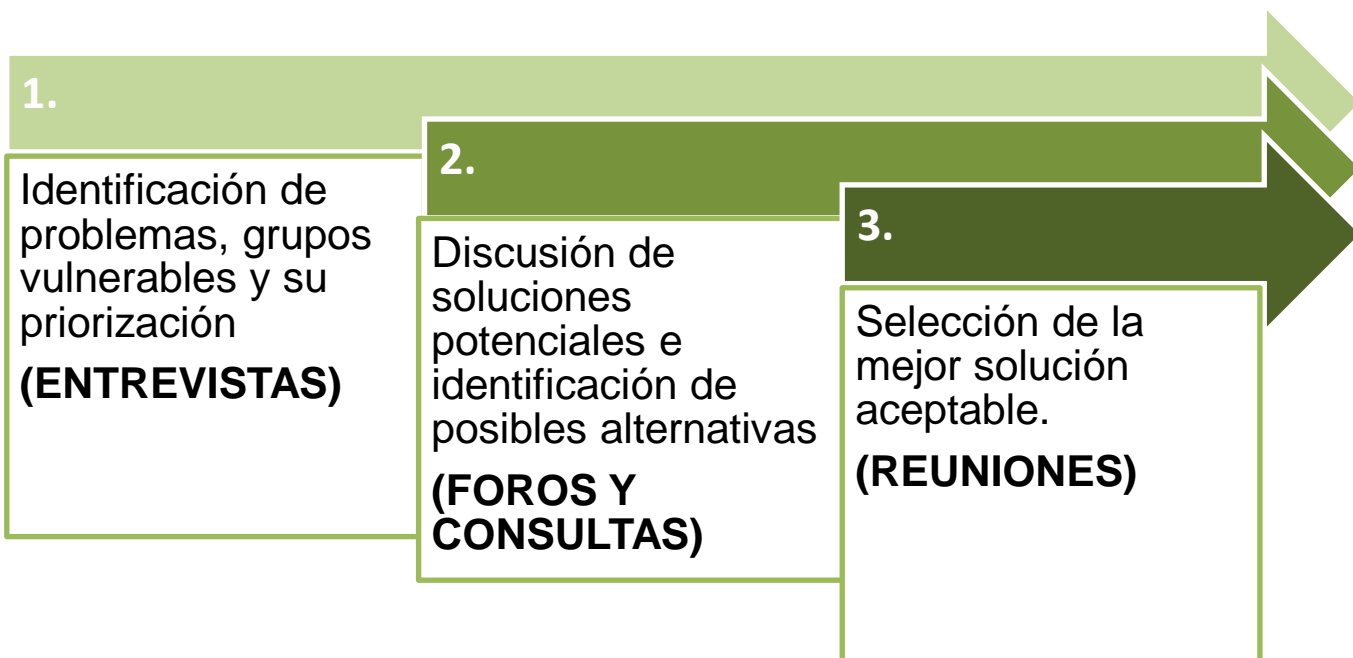 1.
Identificación de
problemas, grupos
vulnerables y su
priorización
(ENTREVISTAS)
2.
Discusión de
soluciones
potenciales e
identificación de
posibles alternativas
(FOROS Y
CONSULTAS)
3.
Selección de la
mejor solución
aceptable.
(REUNIONES)